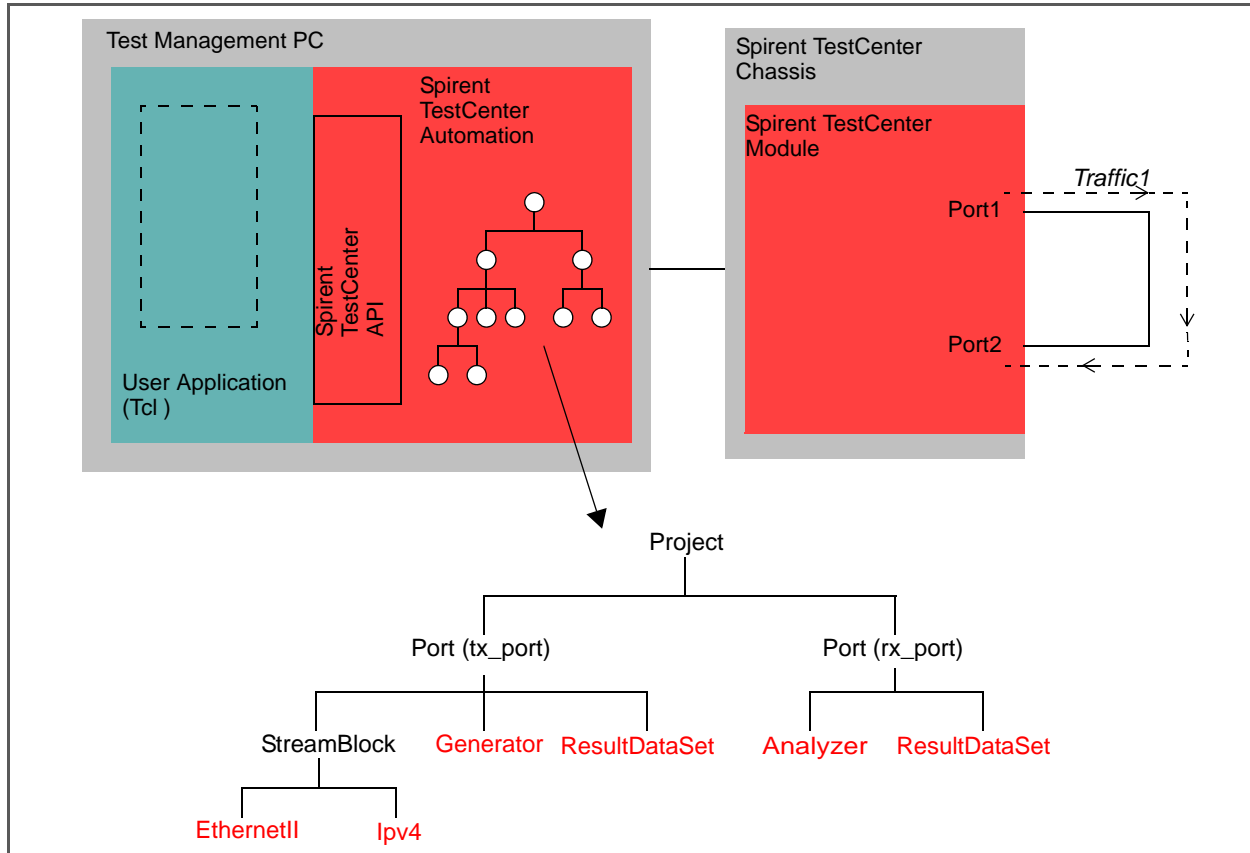 Test Management PC
Spirent
TestCenter
Automation
Spirent
TestCenter
API
User Application
(Tcl )
Spirent TestCenter
Chassis
Spirent TestCenter
Module
Traffic1
Port1
Port2
Project
Port (tx_port)
Port (rx_port)
StreamBlock
Generator
ResultDataSet
Analyzer
ResultDataSet
EthernetII
Ipv4